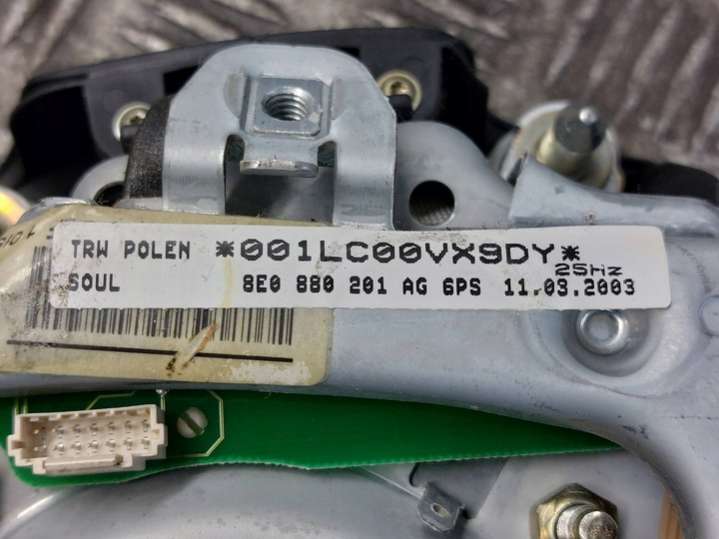 TRW POLEN *001LC00VX9DY*
25Hz
SOUL 8E0 880 201 AG 6PS 11.03.2003